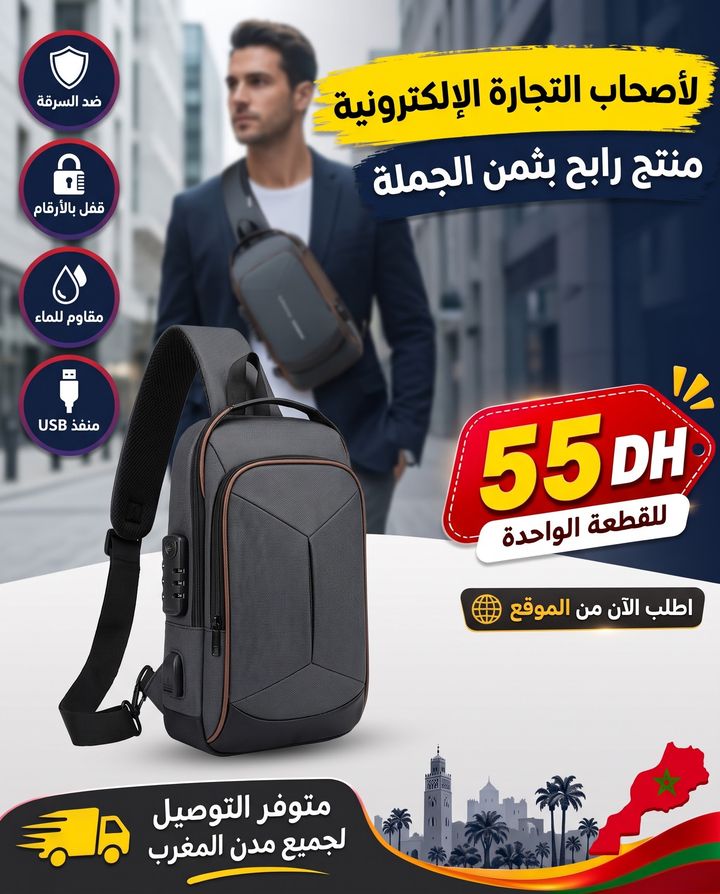 لأصحاب التجارة الإلكترونية
منتج رابح بثمن الجملة
ضد السرقة
قفل بالأرقام
مقاوم للماء
منفذ USB
55 DH
للقطعة الواحدة
اطلب الآن من الموقع
متوفر التوصيل
لجميع مدن المغرب